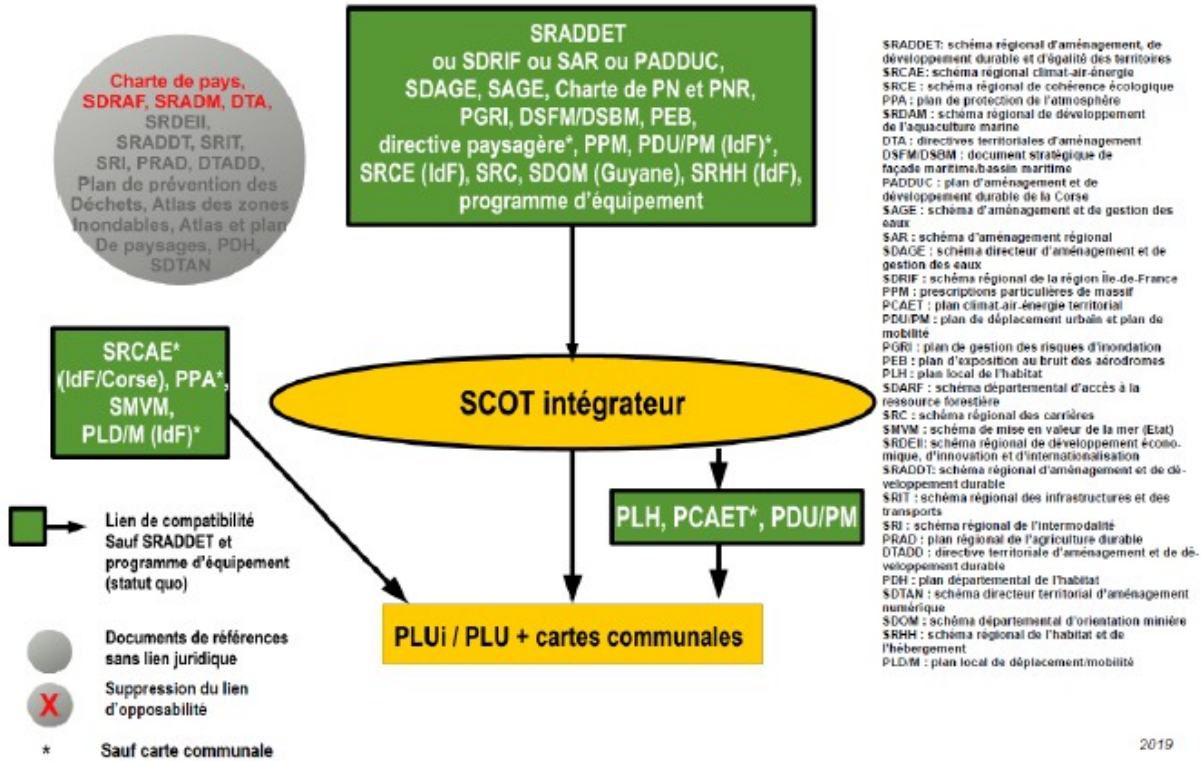 Charte de pays,
SDRAF, SRADM, DTA,
SRDEII,
SRADDT, SRIT,
SRI, PRAD, DTADD,
Plan de prévention des
Déchets, Atlas des zones
Inondables, Atlas et plan
De paysages, PDH,
SDTAN
SRADDET
ou SDRIF ou SAR ou PADDUC,
SDAGE, SAGE, Charte de PN et PNR,
PGRI, DSFM/DSBM, PEB,
directive paysagère*, PPM, PDU/PM (IdF)*,
SRCE (IdF), SRC, SDOM (Guyane), SRHH (IdF),
programme d'équipement
SRCAE*
(IdF/Corse), PPA*,
SMVM,
PLD/M (IdF)*
SCOT intégrateur
PLH, PCAET*, PDU/PM
PLUi / PLU + cartes communales
Lien de compatibilité
Sauf SRADDET et
programme d'équipement
(statut quo)
Documents de références
sans lien juridique
X
Suppression du lien
d'opposabilité
* Sauf carte communale
SRADDET: schéma régional d'aménagement, de
développement durable et d'égalité des territoires
SRCAE: schéma régional climat-air-énergie
SRCE : schéma régional de cohérence écologique
PPA : plan de protection de l'atmosphère
SRDAM : schéma régional de développement
de l'aquaculture marine
DTA : directives territoriales d'aménagement
DSFM/DSBM : document stratégique de
façade maritime/bassin maritime
PADDUC : plan d'aménagement et de
développement durable de la Corse
SAGE : schéma d'aménagement et de gestion des
eaux
SAR : schéma d'aménagement régional
SDAGE : schéma directeur d'aménagement et de
gestion des eaux
SDRIF : schéma régional de la région Île-de-France
PPM : prescriptions particulières de massif
PCAET : plan climat-air-énergie territorial
PDU/PM : plan de déplacement urbain et plan de
mobilité
PGRI : plan de gestion des risques d'inondation
PEB : plan d'exposition au bruit des aérodromes
PLH : plan local de l'habitat
SDARF : schéma départemental d'accès à la
ressource forestière
SRC : schéma régional des carrières
SMVM : schéma de mise en valeur de la mer (Etat)
SRDEII: schéma régional de développement écono-
mique, d'innovation et d'internationalisation
SRADDT: schéma régional d'aménagement et de dé-
veloppement durable
SRIT : schéma régional des infrastructures et des
transports
SRI : schéma régional de l'intermodalité
PRAD : plan régional de l'agriculture durable
DTADD : directive territoriale d'aménagement et de dé-
veloppement durable
PDH : plan départemental de l'habitat
SDTAN : schéma directeur territorial d'aménagement
numérique
SDOM : schéma départemental d'orientation minière
SRHH : schéma régional de l'habitat et de
l'hébergement
PLD/M : plan local de déplacement/mobilité
2019